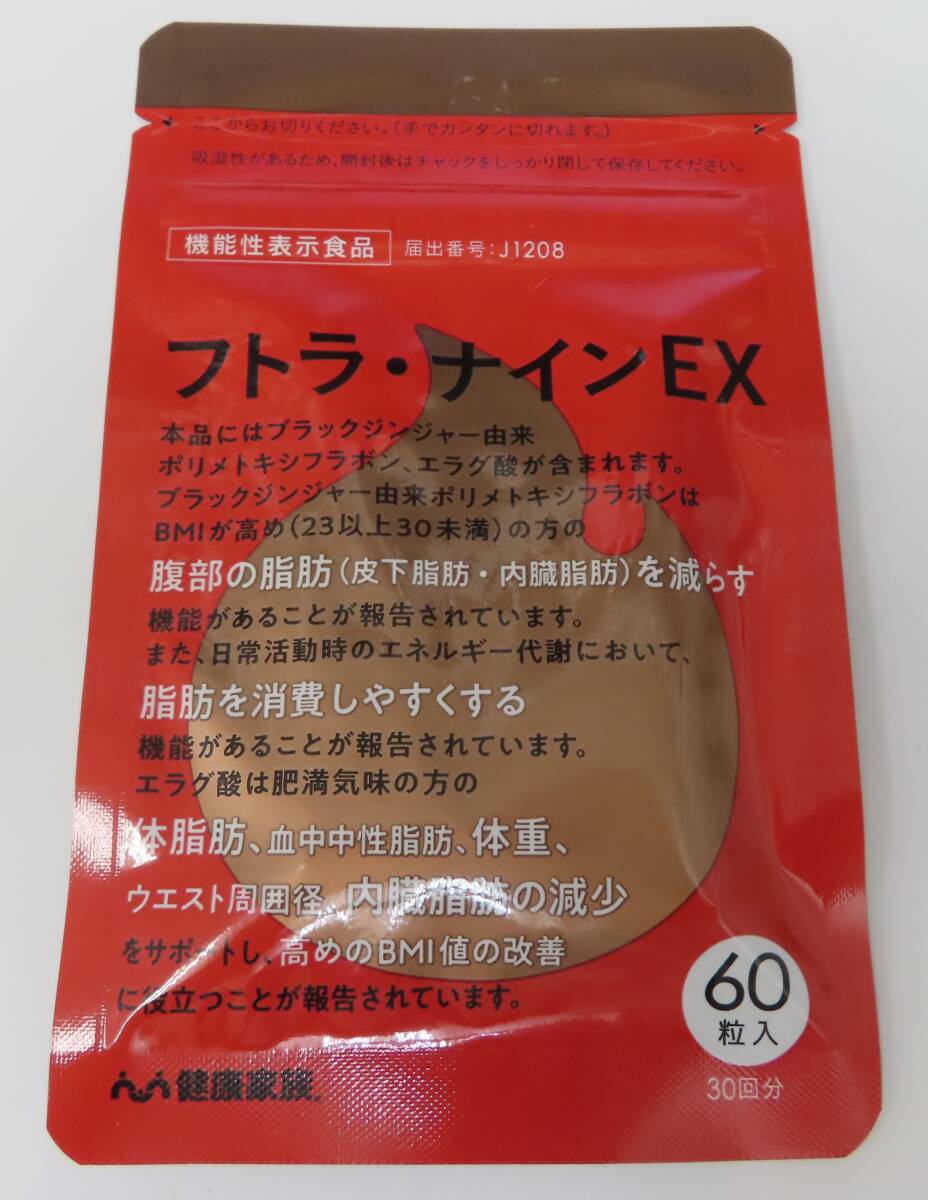 ここからお切りください。(手でカンタンに切れます。)
吸湿性があるため、開封後はチャックをしっかり閉じて保存してください。
機能性表示食品 届出番号:J1208
フトラ・ナインEX
本品にはブラックジンジャー由来
ポリメトキシフラボン、エラグ酸が含まれます。
ブラックジンジャー由来ポリメトキシフラボンは
BMIが高め(23以上30未満)の方の
腹部の脂肪(皮下脂肪・内臓脂肪)を減らす
機能があることが報告されています。
また、日常活動時のエネルギー代謝において、
脂肪を消費しやすくする
機能があることが報告されています。
エラグ酸は肥満気味の方の
体脂肪、血中中性脂肪、体重、
ウエスト周囲径、内臓脂肪の減少
をサポートし、高めのBMI値の改善
に役立つことが報告されています。
60
粒入
30回分
健康家族